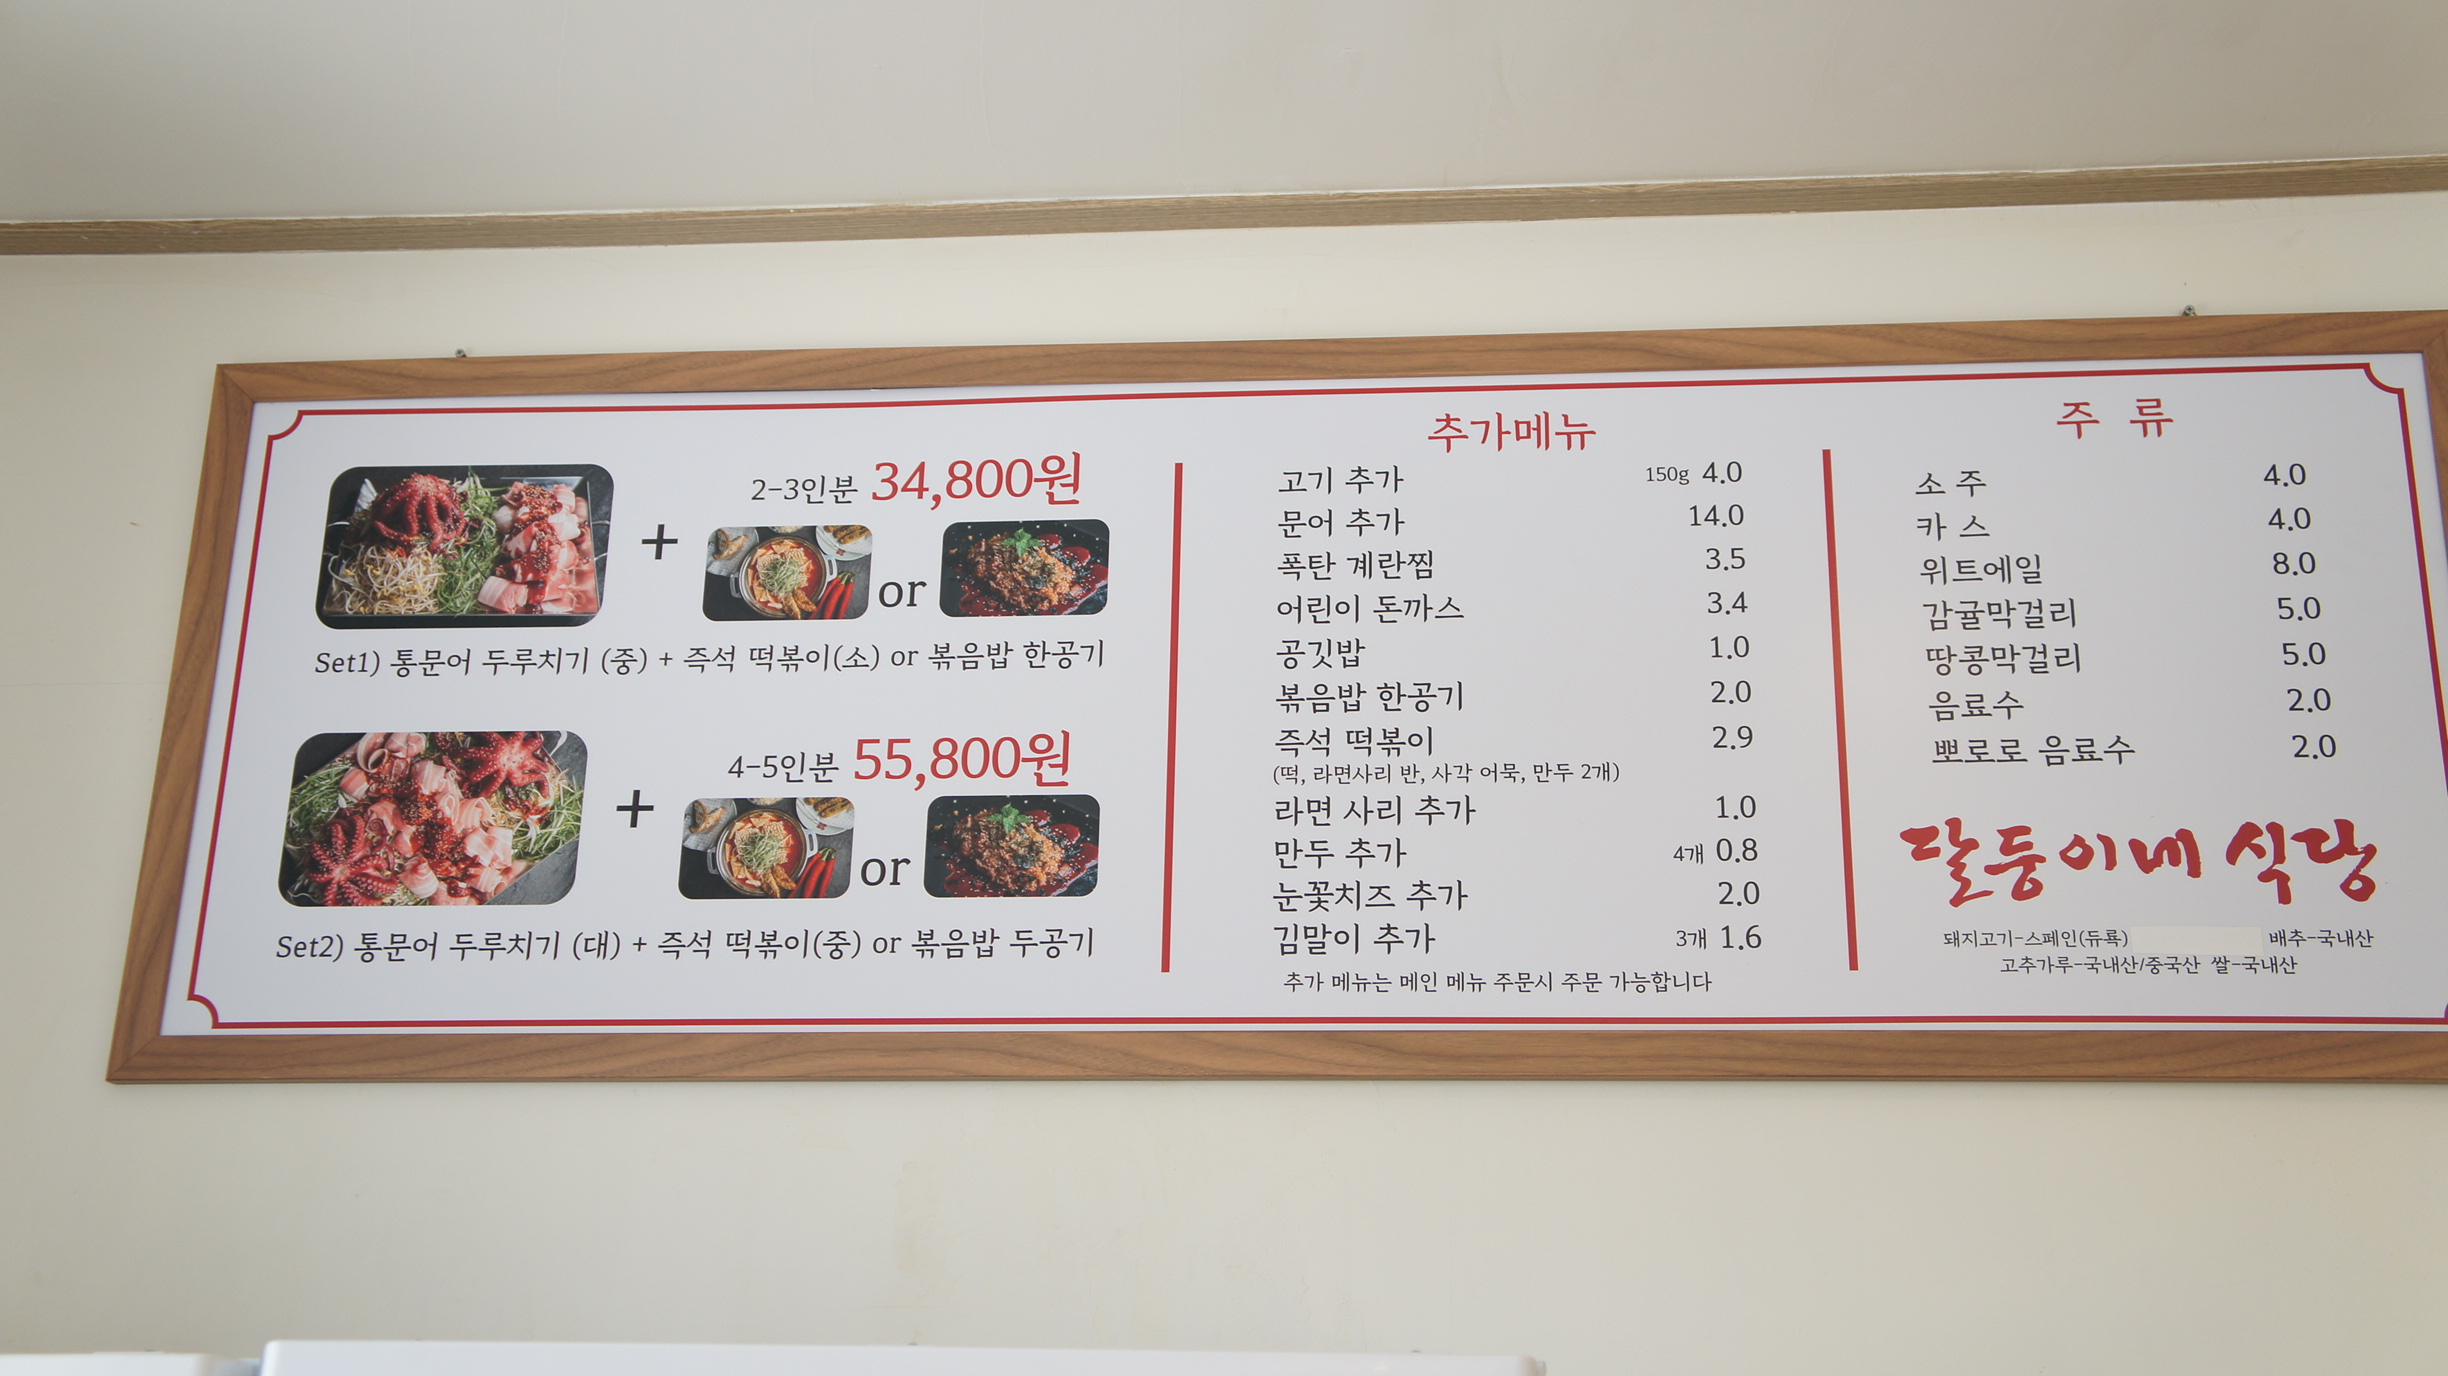 2-3인분 34,800원
+
or
Set1) 통문어 두루치기 (중) + 즉석 떡볶이(소) or 볶음밥 한공기
4-5인분 55,800원
+
or
Set2) 통문어 두루치기 (대) + 즉석 떡볶이(중) or 볶음밥 두공기
추가메뉴
고기 추가 150g 4.0
문어 추가 14.0
폭탄 계란찜 3.5
어린이 돈까스 3.4
공깃밥 1.0
볶음밥 한공기 2.0
즉석 떡볶이 2.9
(떡, 라면사리 반, 사각 어묵, 만두 2개)
라면 사리 추가 1.0
만두 추가 4개 0.8
눈꽃치즈 추가 2.0
김말이 추가 3개 1.6
추가 메뉴는 메인 메뉴 주문시 주문 가능합니다
주 류
소 주 4.0
카 스 4.0
위트에일 8.0
감귤막걸리 5.0
땅콩막걸리 5.0
음료수 2.0
뽀로로 음료수 2.0
달둥이네 식당
돼지고기-스페인(듀룍) 배추-국내산
고추가루-국내산/중국산 쌀-국내산